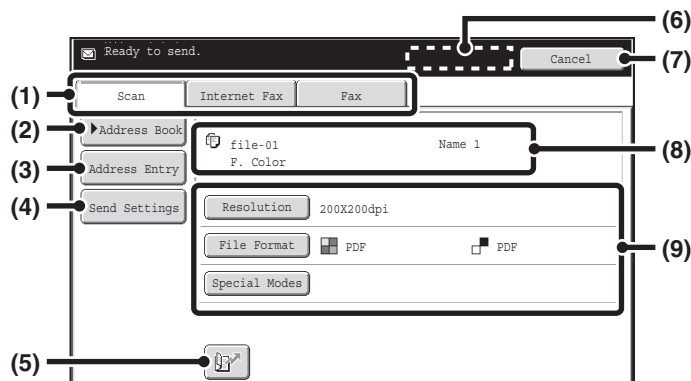 (6)
Ready to send.
Cancel
(7)
(1)
Scan
Internet Fax
Fax
(2)
Address Book
file-01
Name 1
F. Color
(8)
(3)
Address Entry
(4)
Send Settings
Resolution
200X200dpi
File Format
PDF
PDF
(9)
Special Modes
(5)